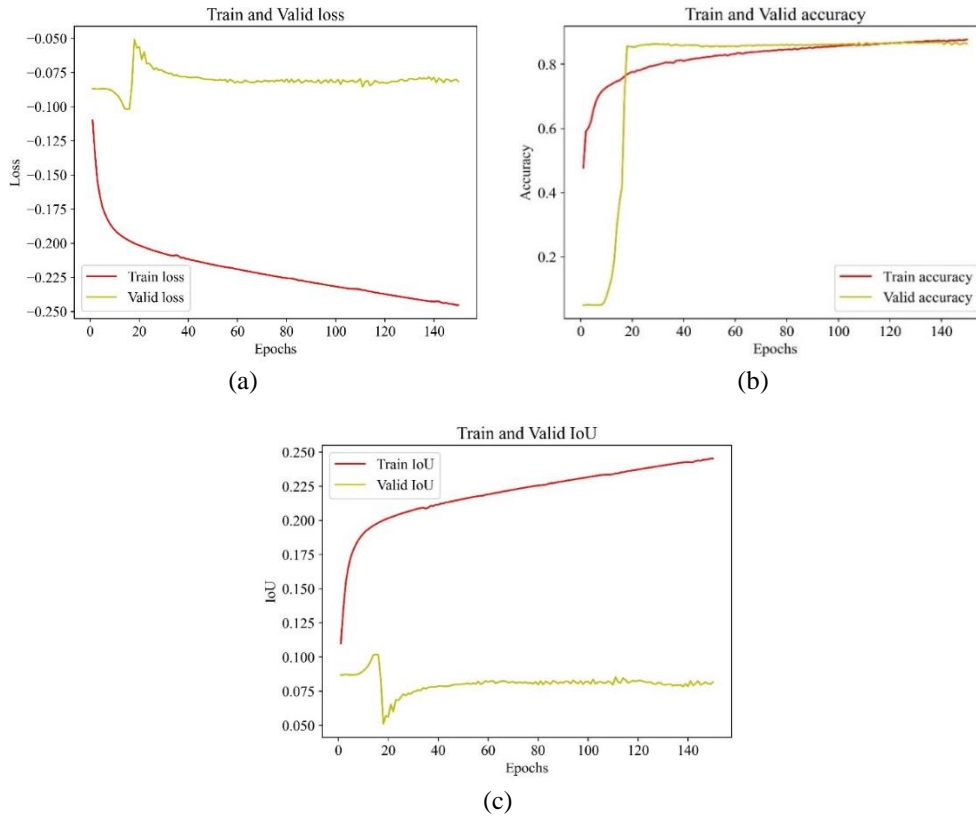 Train and Valid loss
−0.050
−0.075
−0.100
−0.125
−0.150
−0.175
−0.200
−0.225
−0.250
Loss
Train loss
Valid loss
0 20 40 60 80 100 120 140
Epochs
(a)
Train and Valid accuracy
0.8
0.6
0.4
0.2
Accuracy
Train accuracy
Valid accuracy
0 20 40 60 80 100 120 140
Epochs
(b)
Train and Valid IoU
0.250
0.225
0.200
0.175
0.150
0.125
0.100
0.075
0.050
IoU
Train IoU
Valid IoU
0 20 40 60 80 100 120 140
Epochs
(c)